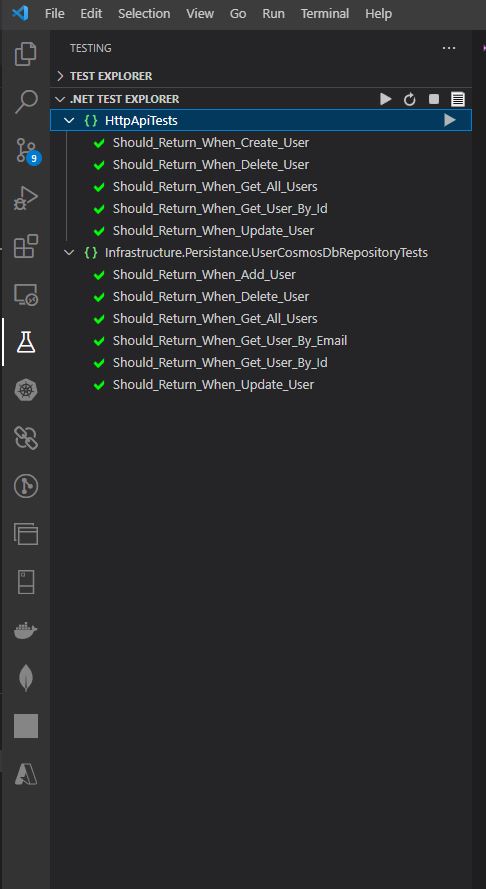 File Edit Selection View Go Run Terminal Help
TESTING
TEST EXPLORER
.NET TEST EXPLORER
{ } HttpApiTests
Should_Return_When_Create_User
Should_Return_When_Delete_User
Should_Return_When_Get_All_Users
Should_Return_When_Get_User_By_Id
Should_Return_When_Update_User
{ } Infrastructure.Persistance.UserCosmosDbRepositoryTests
Should_Return_When_Add_User
Should_Return_When_Delete_User
Should_Return_When_Get_All_Users
Should_Return_When_Get_User_By_Email
Should_Return_When_Get_User_By_Id
Should_Return_When_Update_User
9